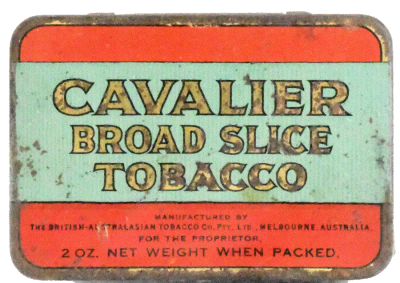 CAVALIER
BROAD SLICE
TOBACCO
MANUFACTURED BY
THE BRITISH-AUSTRALASIAN TOBACCO CO. PTY. LTD., MELBOURNE, AUSTRALIA.
FOR THE PROPRIETOR.
2 OZ. NET WEIGHT WHEN PACKED.